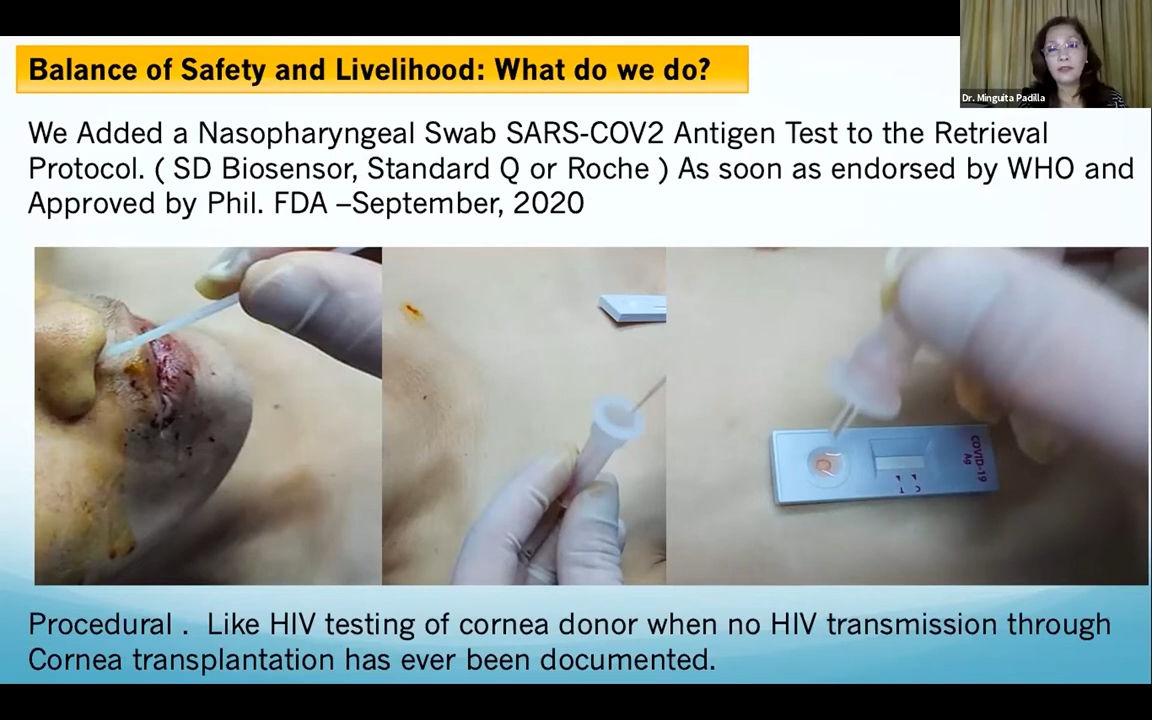 Balance of Safety and Livelihood: What do we do?
Dr. Minguita Padilla
We Added a Nasopharyngeal Swab SARS-COV2 Antigen Test to the Retrieval
Protocol. ( SD Biosensor, Standard Q or Roche ) As soon as endorsed by WHO and
Approved by Phil. FDA –September, 2020
COVID-19
Ag
C
T
Procedural . Like HIV testing of cornea donor when no HIV transmission through
Cornea transplantation has ever been documented.